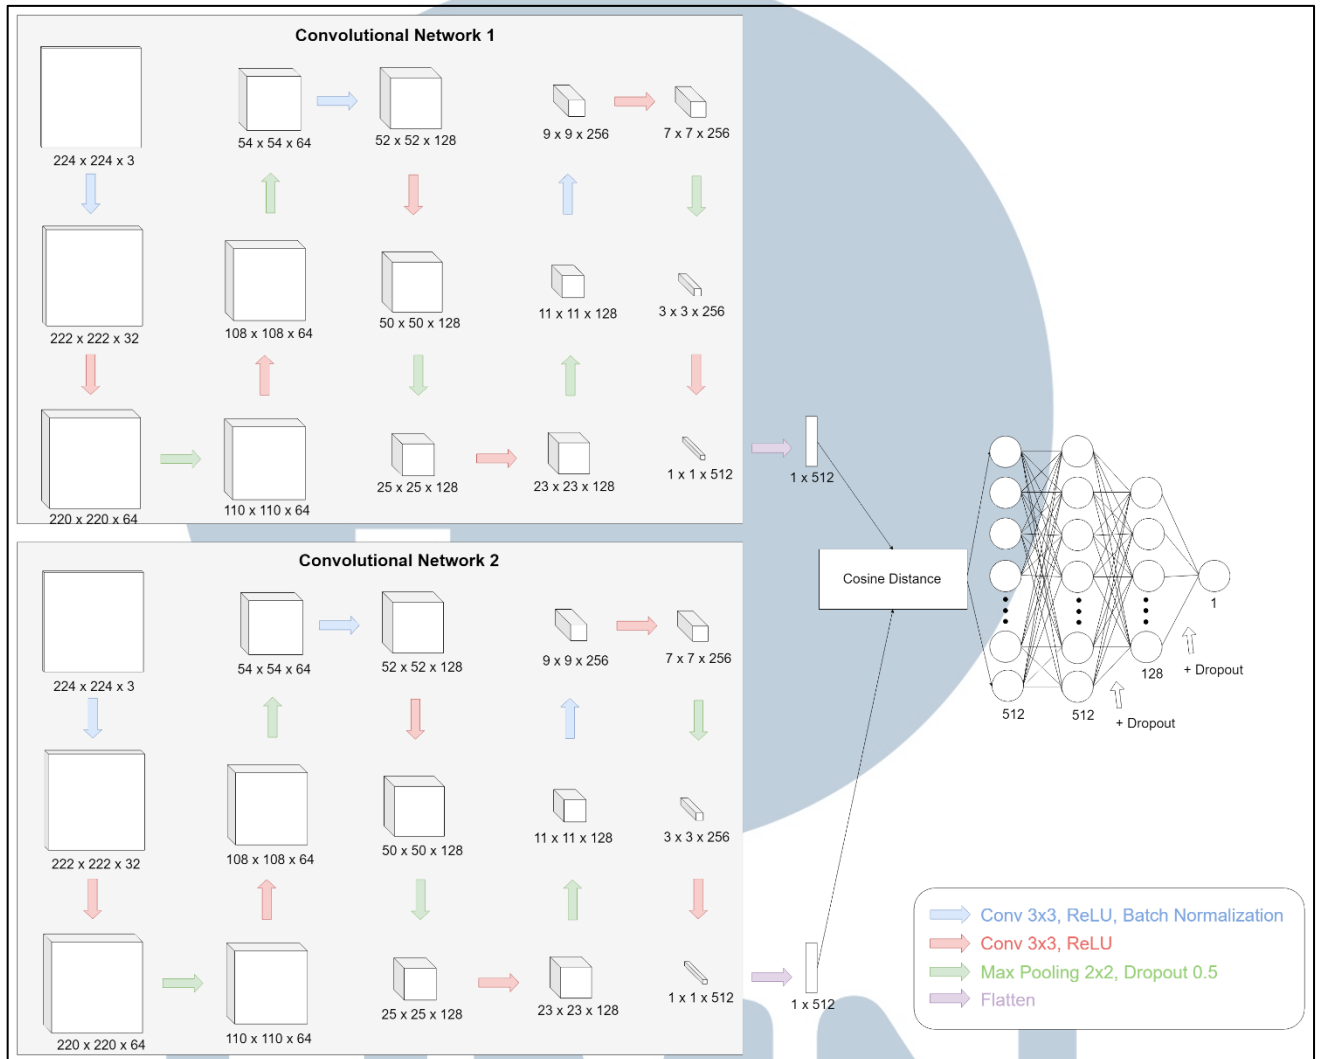 Convolutional Network 1
224 x 224 x 3
222 x 222 x 32
220 x 220 x 64
110 x 110 x 64
108 x 108 x 64
54 x 54 x 64
52 x 52 x 128
50 x 50 x 128
25 x 25 x 128
23 x 23 x 128
11 x 11 x 128
9 x 9 x 256
7 x 7 x 256
3 x 3 x 256
1 x 1 x 512
1 x 512
Convolutional Network 2
224 x 224 x 3
222 x 222 x 32
220 x 220 x 64
110 x 110 x 64
108 x 108 x 64
54 x 54 x 64
52 x 52 x 128
50 x 50 x 128
25 x 25 x 128
23 x 23 x 128
11 x 11 x 128
9 x 9 x 256
7 x 7 x 256
3 x 3 x 256
1 x 1 x 512
1 x 512
Cosine Distance
512
512
+ Dropout
128
+ Dropout
1
Conv 3x3, ReLU, Batch Normalization
Conv 3x3, ReLU
Max Pooling 2x2, Dropout 0.5
Flatten